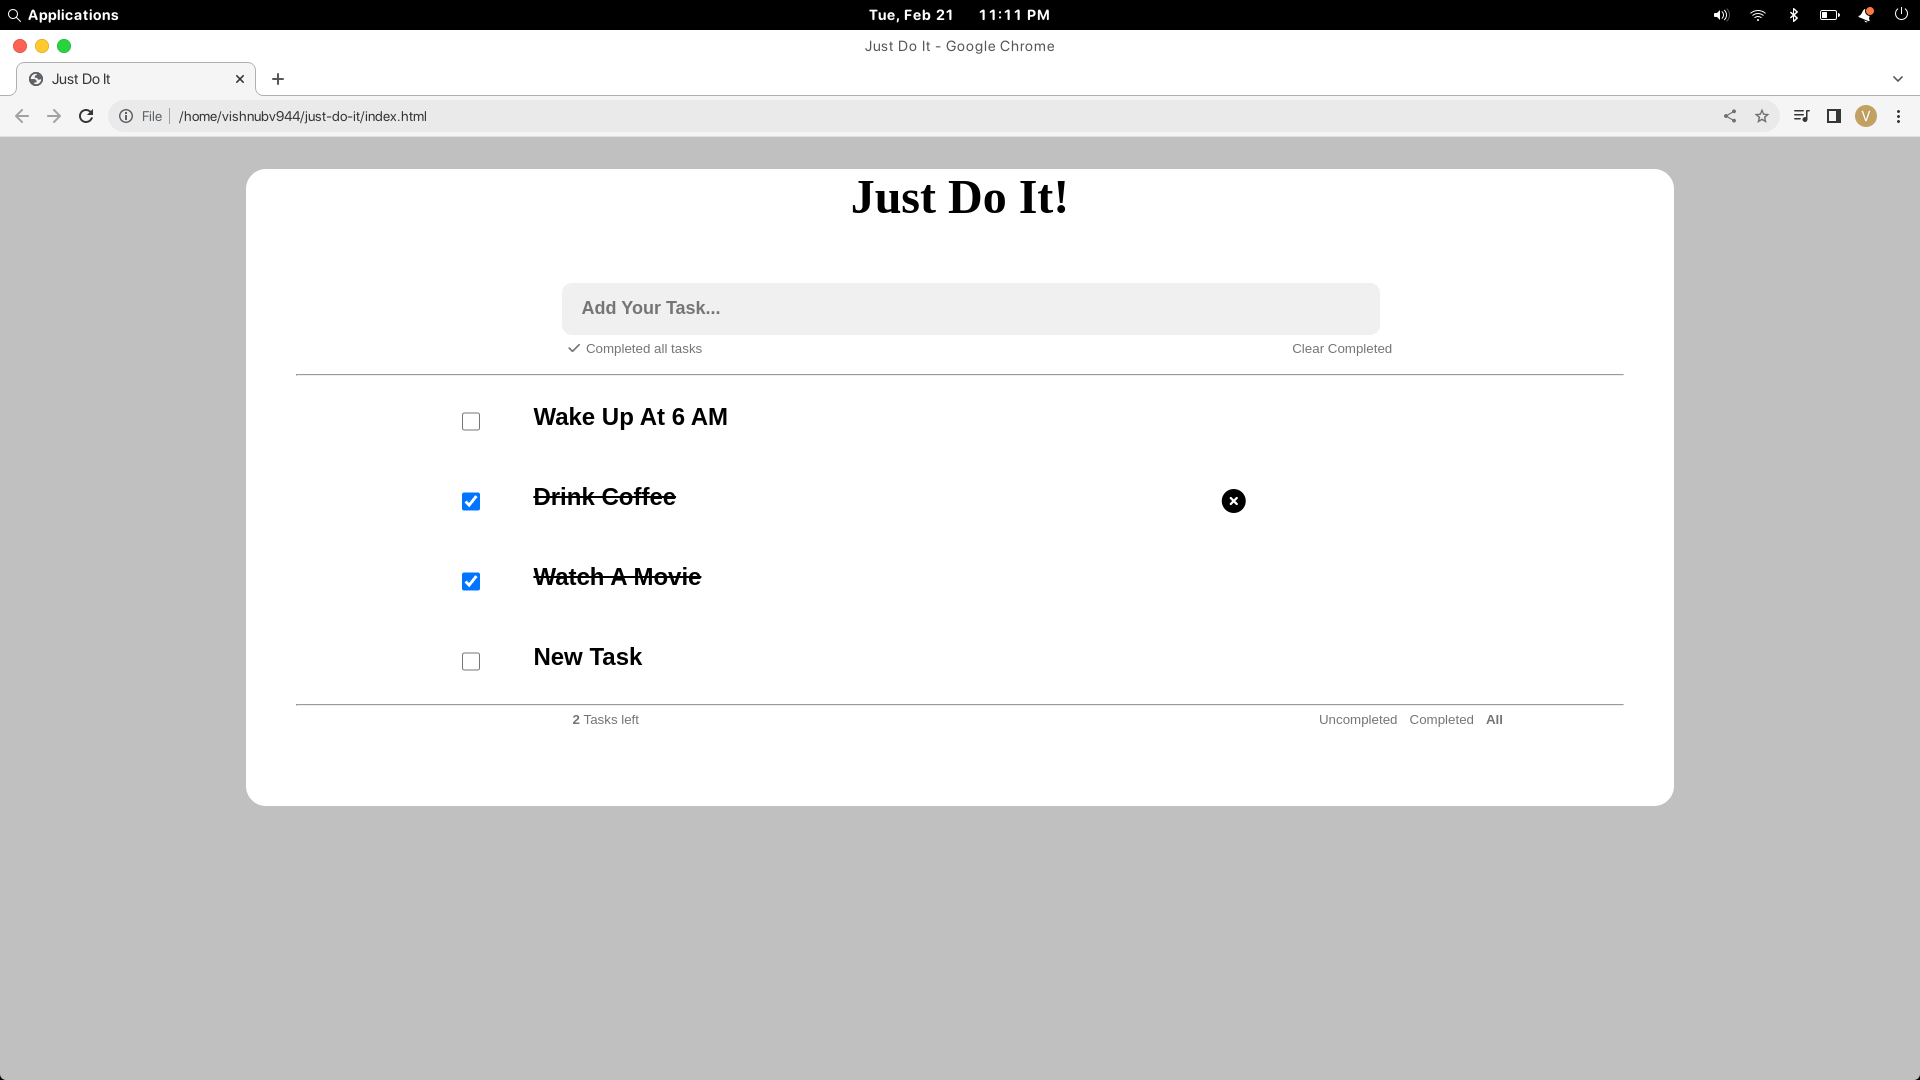 Applications Tue, Feb 21 11:11 PM
Just Do It - Google Chrome
Just Do It
File /home/vishnubv944/just-do-it/index.html V
Just Do It!
Add Your Task...
Completed all tasks Clear Completed
Wake Up At 6 AM
Drink Coffee
Watch A Movie
New Task
2 Tasks left Uncompleted Completed All